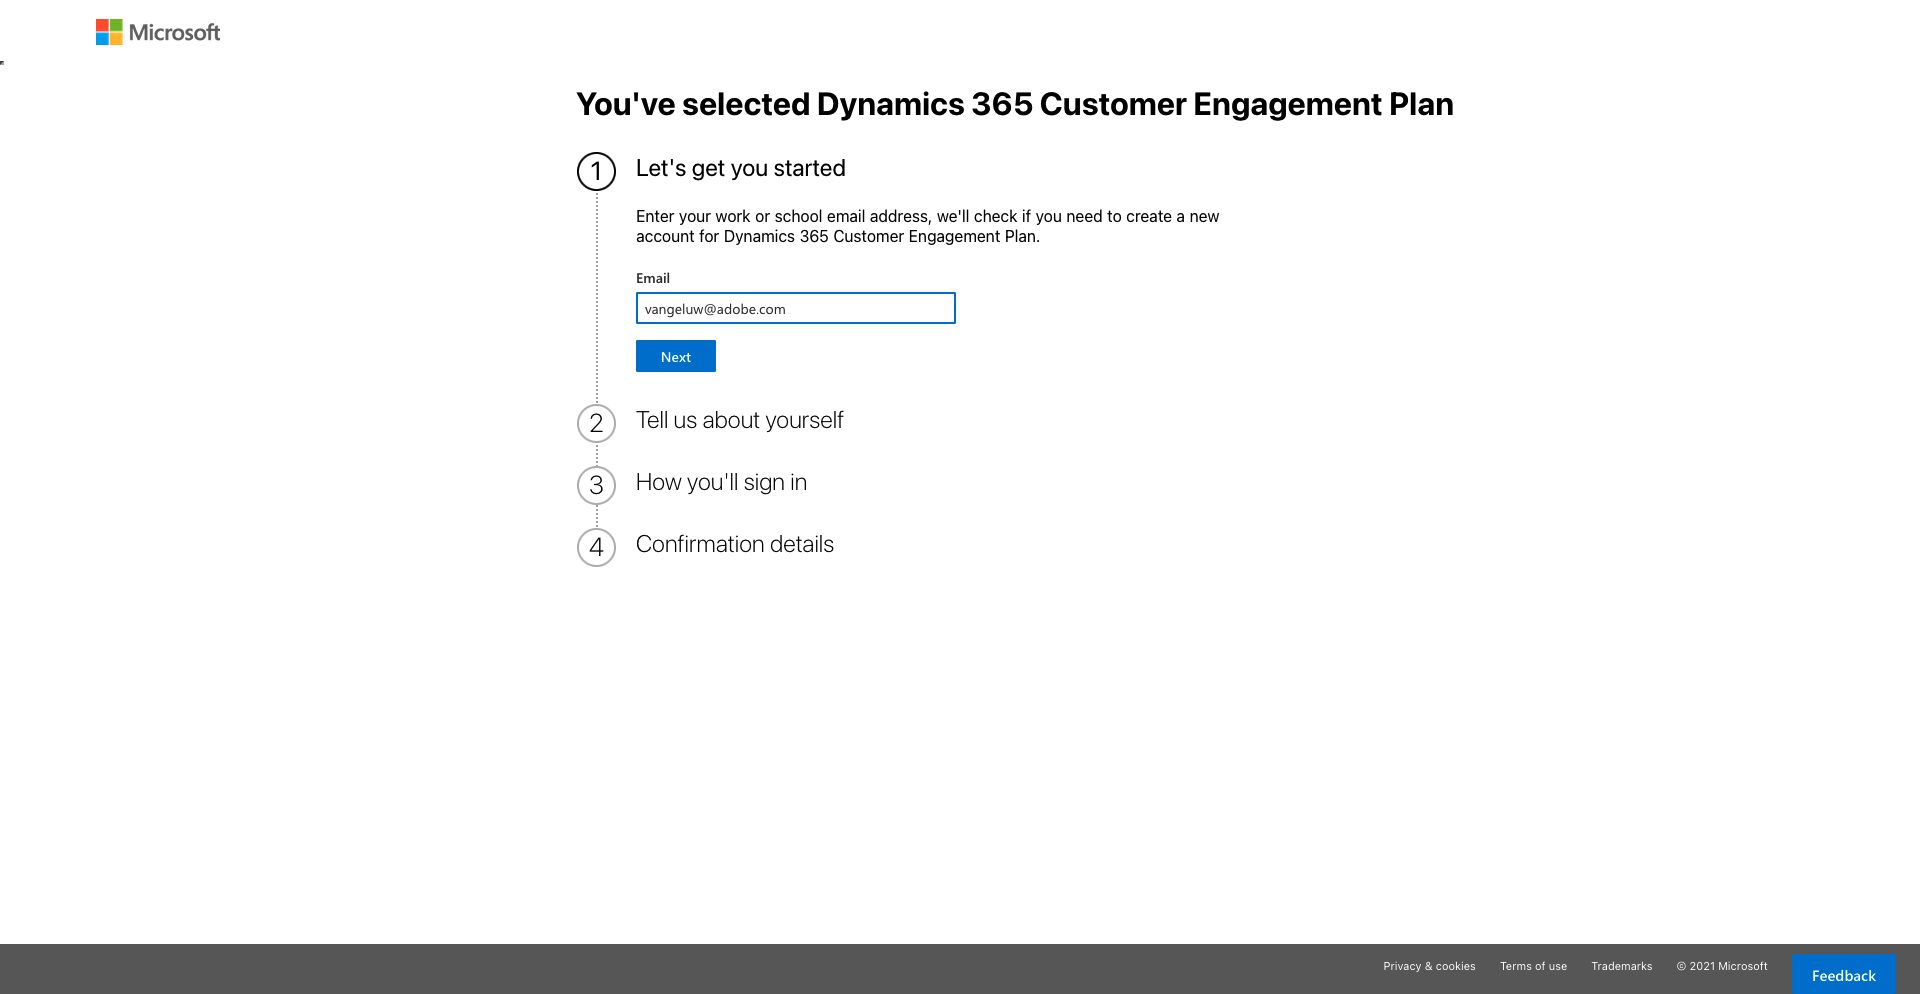 Microsoft
You've selected Dynamics 365 Customer Engagement Plan
1 Let's get you started
Enter your work or school email address, we'll check if you need to create a new
account for Dynamics 365 Customer Engagement Plan.
Email
vangeluw@adobe.com
Next
2 Tell us about yourself
3 How you'll sign in
4 Confirmation details
Privacy & cookies Terms of use Trademarks © 2021 Microsoft Feedback